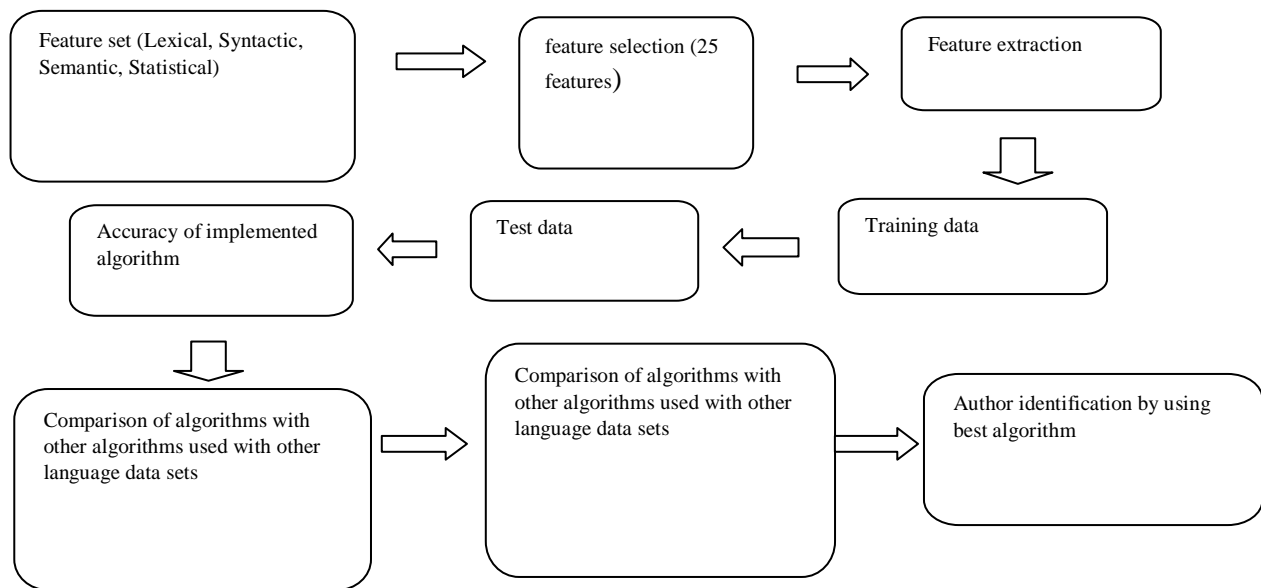 Feature set (Lexical, Syntactic,
Semantic, Statistical)
feature selection (25
features)
Feature extraction
Training data
Test data
Accuracy of implemented
algorithm
Comparison of algorithms with
other algorithms used with other
language data sets
Comparison of algorithms with
other algorithms used with other
language data sets
Author identification by using
best algorithm